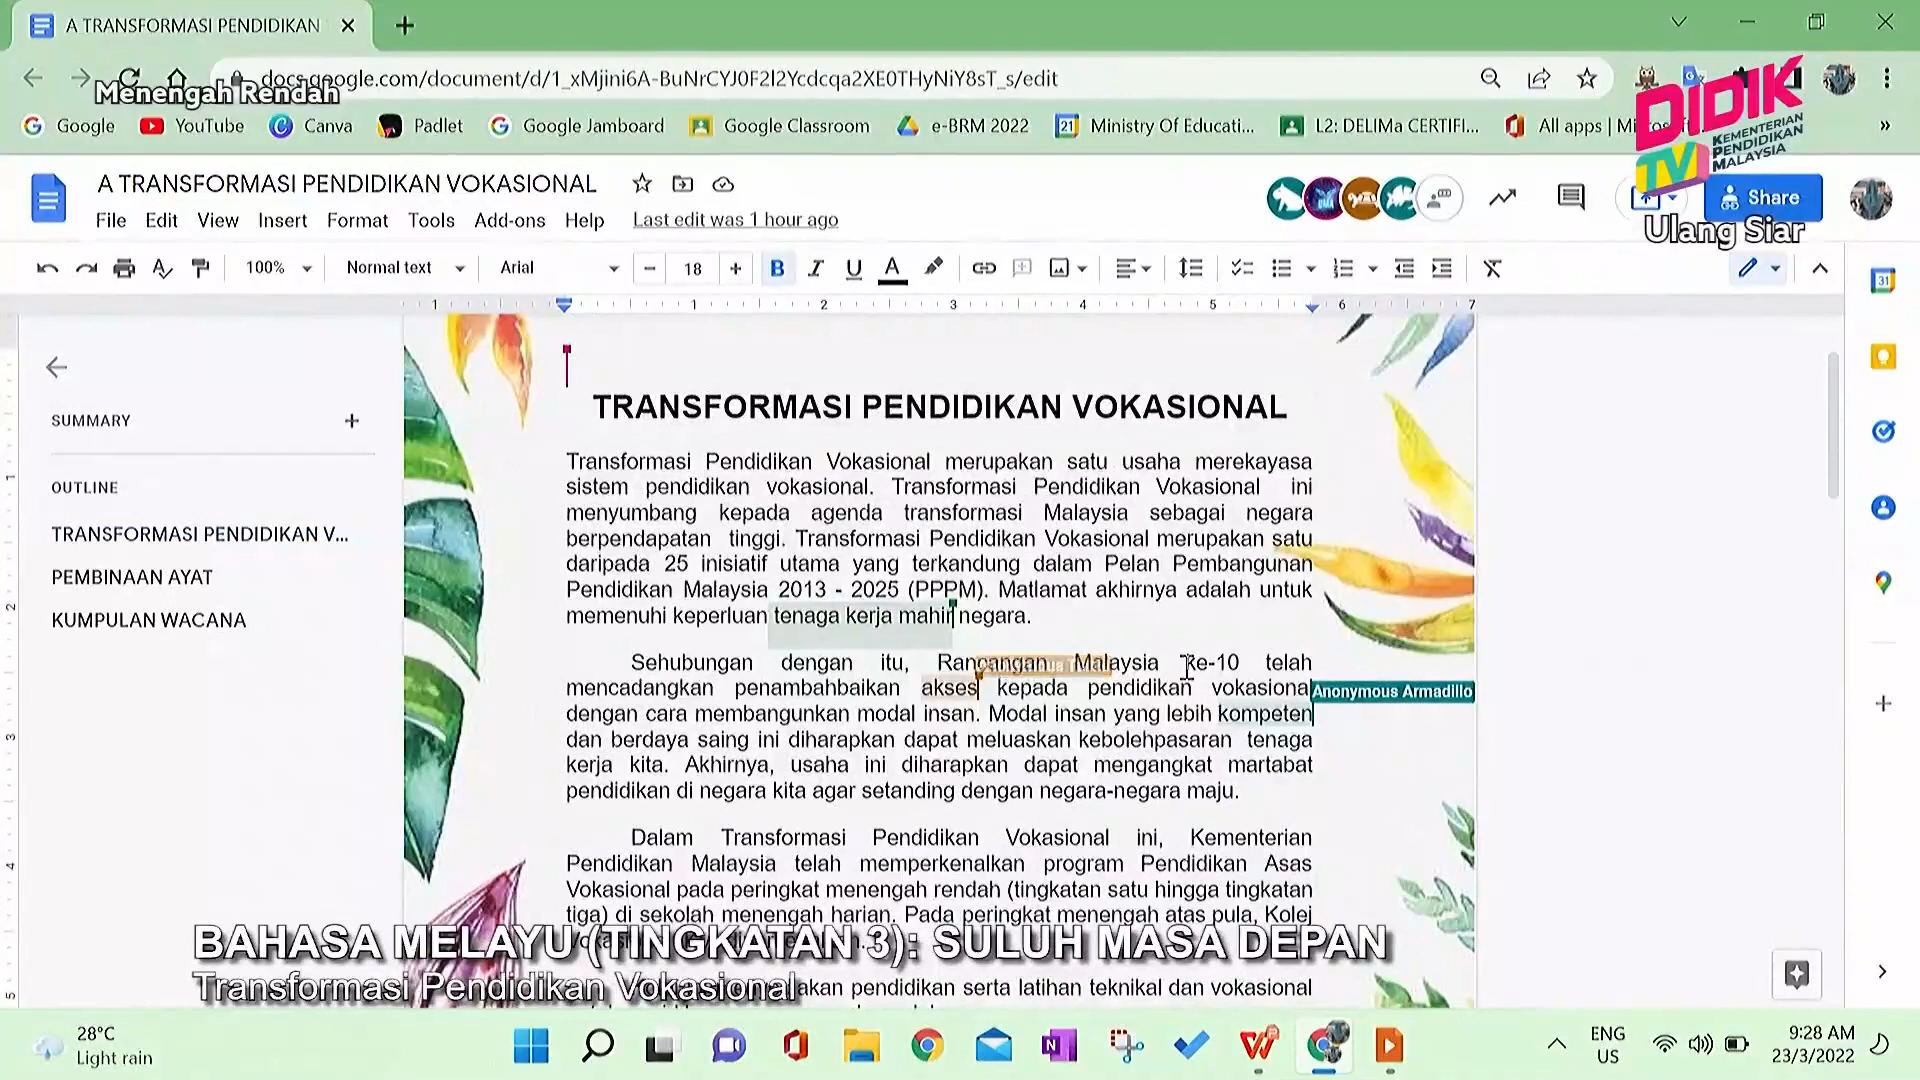 A TRANSFORMASI PENDIDIKAN
docs.google.com/document/d/1_xMjini6A-BuNrCYJ0F2l2Ycdcqa2XE0THyNiY8sT_s/edit
Menengah Rendah
Google YouTube Canva Padlet Google Jamboard Google Classroom e-BRM 2022 Ministry Of Educati... L2: DELIMa CERTIFI... All apps |
DIDIK
TV
KEMENTERIAN
PENDIDIKAN
MALAYSIA
A TRANSFORMASI PENDIDIKAN VOKASIONAL
Share
File Edit View Insert Format Tools Add-ons Help Last edit was 1 hour ago
Ulang Siar
100% Normal text Arial 18
1 1 2 3 4 5 6 7
SUMMARY
OUTLINE
TRANSFORMASI PENDIDIKAN V...
PEMBINAAN AYAT
KUMPULAN WACANA
TRANSFORMASI PENDIDIKAN VOKASIONAL
Transformasi Pendidikan Vokasional merupakan satu usaha merekayasa
sistem pendidikan vokasional. Transformasi Pendidikan Vokasional ini
menyumbang kepada agenda transformasi Malaysia sebagai negara
berpendapatan tinggi. Transformasi Pendidikan Vokasional merupakan satu
daripada 25 inisiatif utama yang terkandung dalam Pelan Pembangunan
Pendidikan Malaysia 2013 - 2025 (PPPM). Matlamat akhirnya adalah untuk
memenuhi keperluan tenaga kerja mahir negara.
Sehubungan dengan itu, Rancangan Malaysia ke-10 telah
mencadangkan penambahbaikan akses kepada pendidikan vokasional
Anonymous Armadillo
dengan cara membangunkan modal insan. Modal insan yang lebih kompeten
dan berdaya saing ini diharapkan dapat meluaskan kebolehpasaran tenaga
kerja kita. Akhirnya, usaha ini diharapkan dapat mengangkat martabat
pendidikan di negara kita agar setanding dengan negara-negara maju.
Dalam Transformasi Pendidikan Vokasional ini, Kementerian
Pendidikan Malaysia telah memperkenalkan program Pendidikan Asas
Vokasional pada peringkat menengah rendah (tingkatan satu hingga tingkatan
tiga) di sekolah menengah harian. Pada peringkat menengah atas pula, Kolej
BAHASA MELAYU (TINGKATAN 3): SULUH MASA DEPAN
Transformasi Pendidikan Vokasional
pendidikan serta latihan teknikal dan vokasional
28°C
Light rain
ENG
US
9:28 AM
23/3/2022